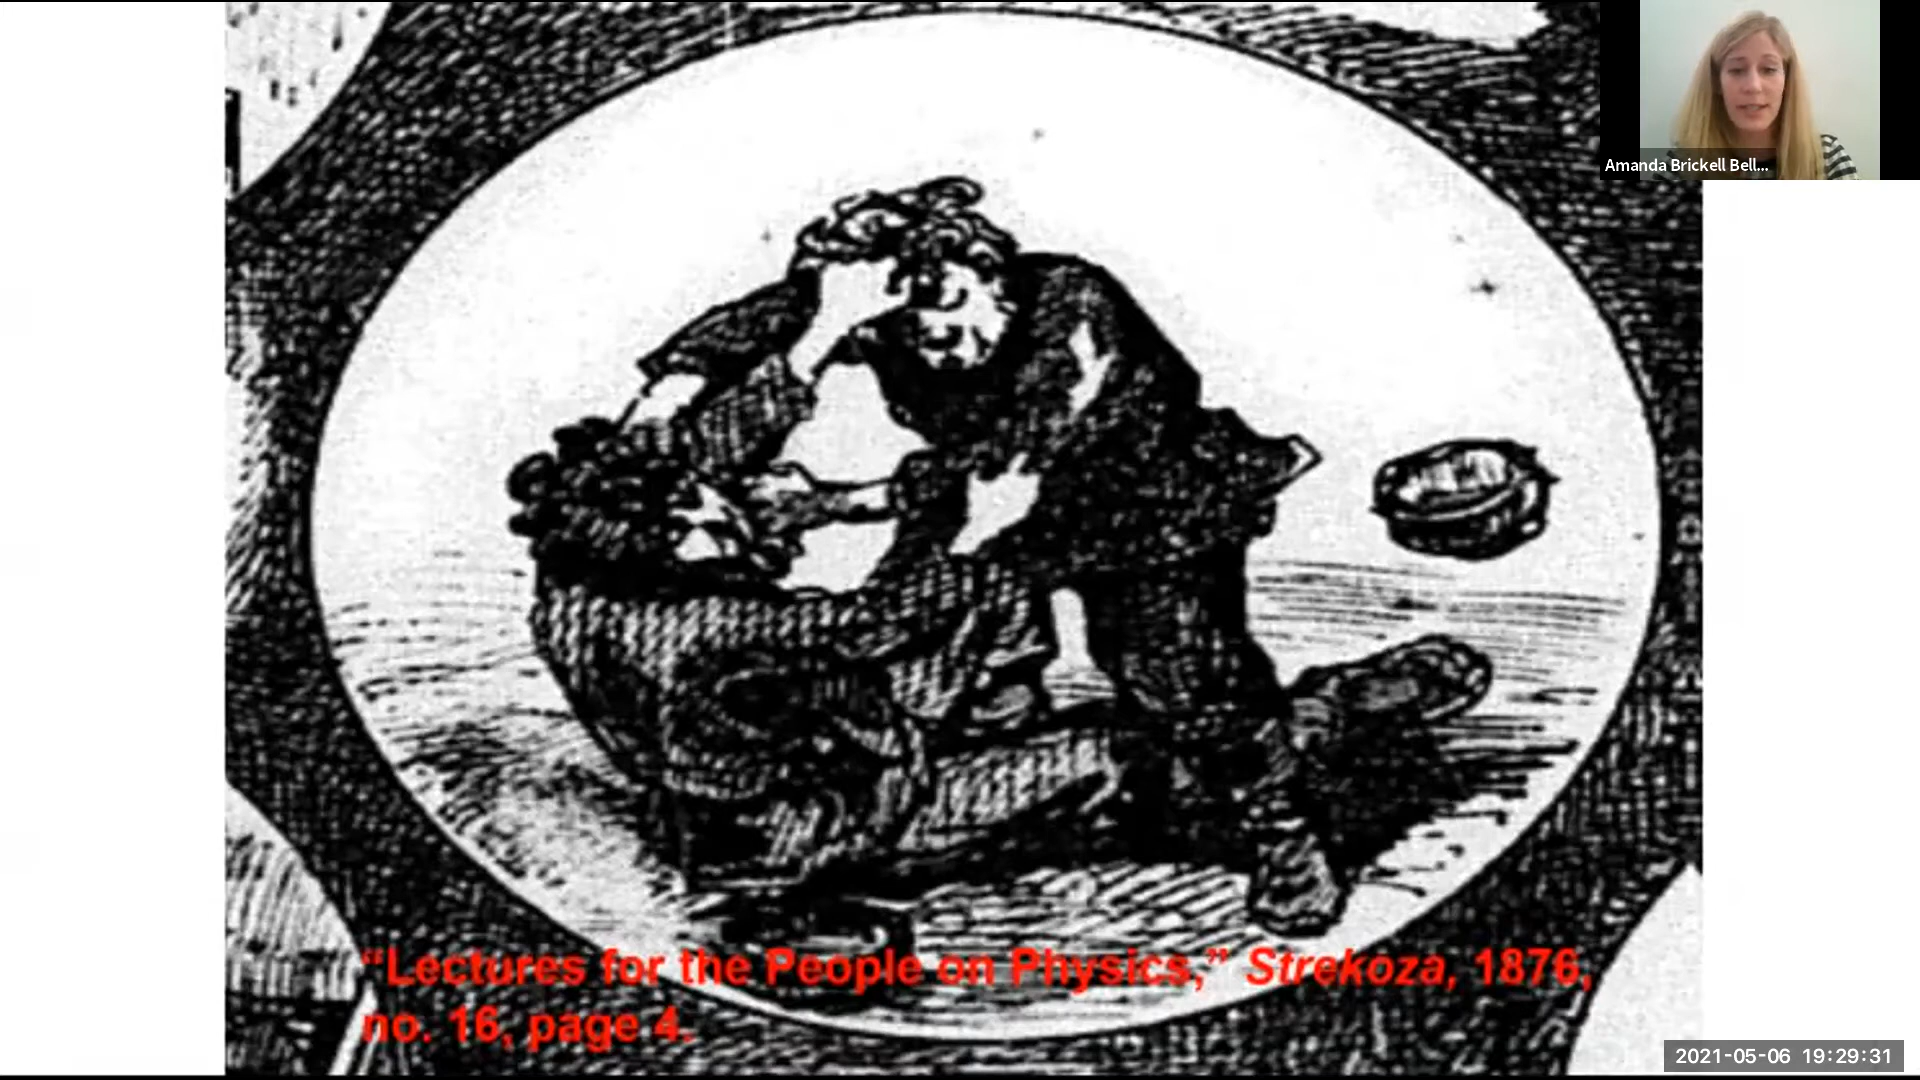 Amanda Brickell Bell...
“Lectures for the People on Physics,” Strekoza, 1876,
no. 16, page 4.
2021-05-06 19:29:31